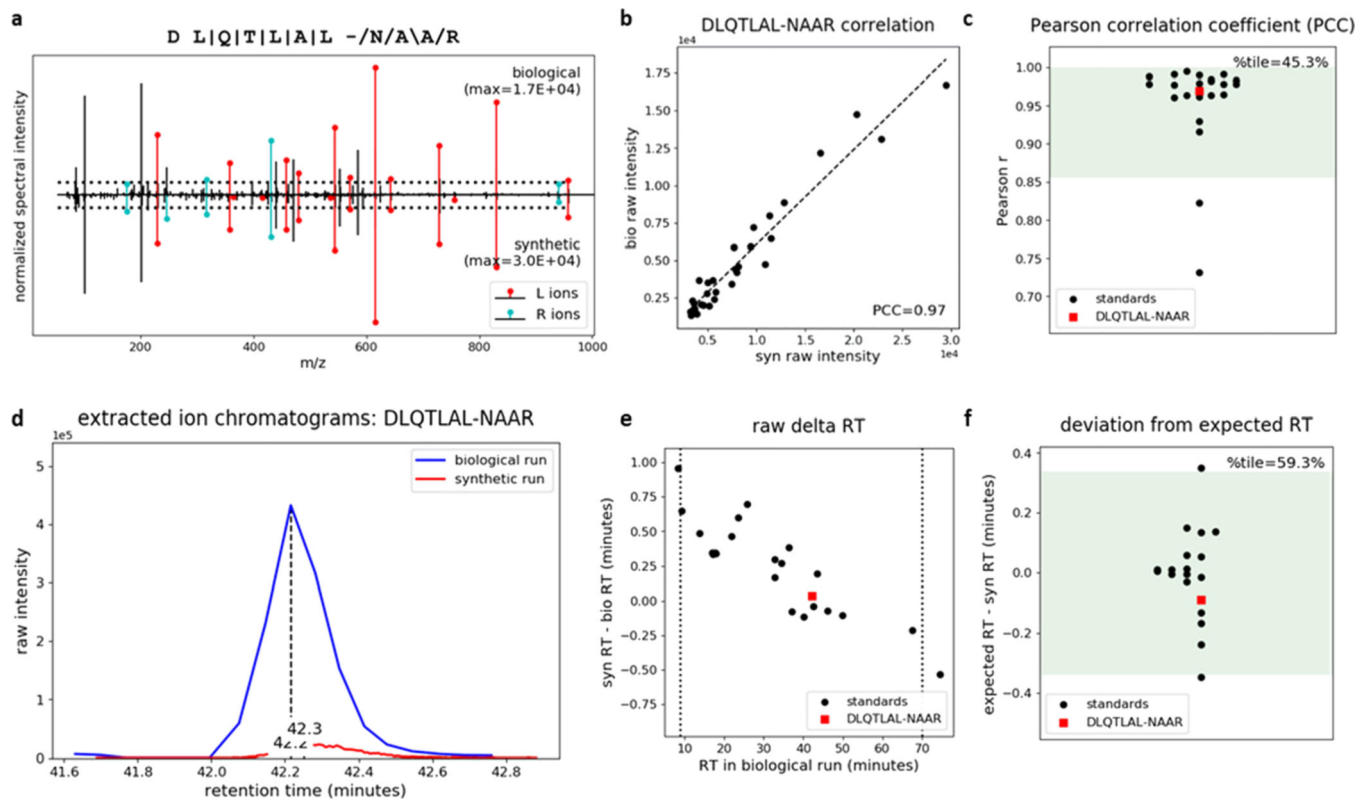 a
D L|Q|T|L|A|L -/N/A\A/R
normalized spectral intensity
biological
(max=1.7E+04)
synthetic
(max=3.0E+04)
L ions
R ions
200
400
600
800
1000
m/z
b
DLQTLAL-NAAR correlation
1e4
bio raw intensity
1.75
1.50
1.25
1.00
0.75
0.50
0.25
PCC=0.97
0.5
1.0
1.5
2.0
2.5
3.0
1e4
syn raw intensity
c
Pearson correlation coefficient (PCC)
%tile=45.3%
Pearson r
1.00
0.95
0.90
0.85
0.80
0.75
0.70
standards
DLQTLAL-NAAR
d
extracted ion chromatograms: DLQTLAL-NAAR
1e5
raw intensity
5
4
3
2
1
0
biological run
synthetic run
42.3
42.2
41.6
41.8
42.0
42.2
42.4
42.6
42.8
retention time (minutes)
e
raw delta RT
syn RT - bio RT (minutes)
1.00
0.75
0.50
0.25
0.00
−0.25
−0.50
−0.75
standards
DLQTLAL-NAAR
10
20
30
40
50
60
70
RT in biological run (minutes)
f
deviation from expected RT
%tile=59.3%
expected RT - syn RT (minutes)
0.4
0.2
0.0
−0.2
−0.4
standards
DLQTLAL-NAAR